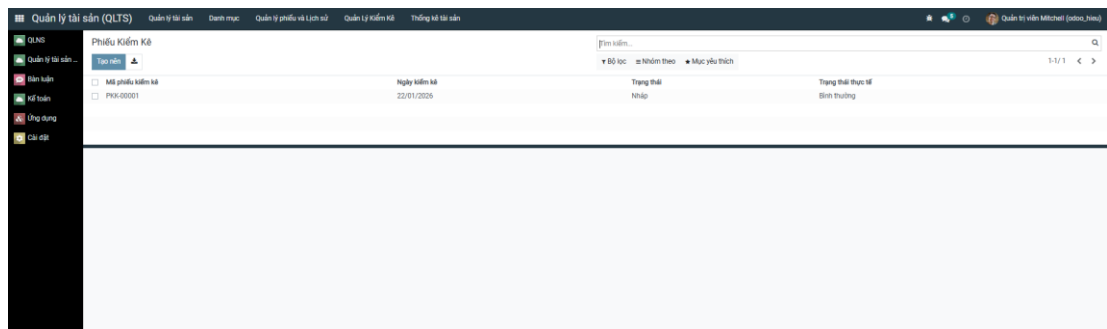 Quản lý tài sản (QLTS) Quản lý tài sản Danh mục Quản lý phiếu và Lịch sử Quản Lý Kiểm Kê Thống kê tài sản Quản trị viên Mitchell (odoo_hieu)
QLNS
Quản lý tài sản ...
Bàn luận
Kế toán
Ứng dụng
Cài đặt
Phiếu Kiểm Kê
Tìm kiếm...
Tạo nên
Bộ lọc Nhóm theo Mục yêu thích 1-1 / 1
Mã phiếu kiểm kê Ngày kiểm kê Trạng thái Trạng thái thực tế
PKK-00001 22/01/2026 Nháp Bình thường